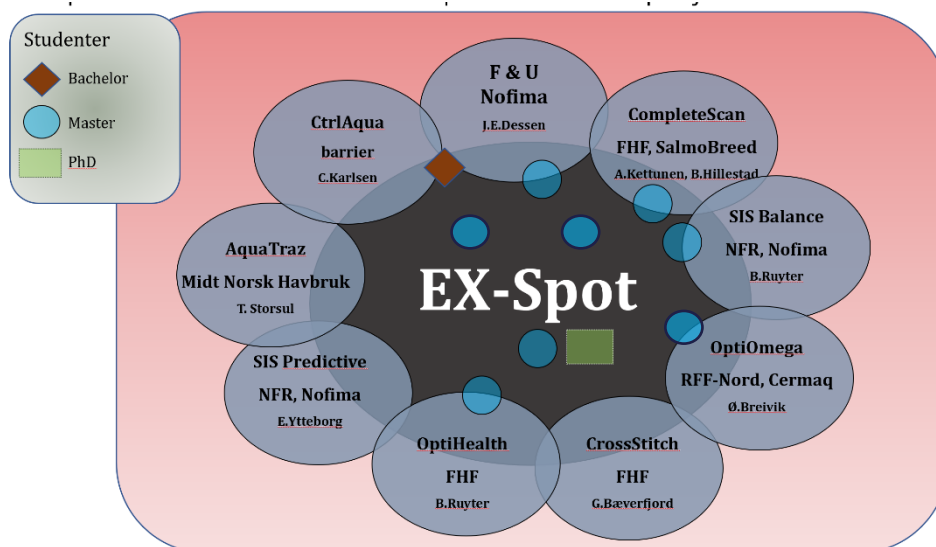 Studenter
Bachelor
Master
PhD
F & U
Nofima
J.E.Dessen
CompleteScan
FHF, SalmoBreed
A.Kettunen, B.Hillestad
CtrlAqua
barrier
C.Karlsen
SIS Balance
NFR, Nofima
B.Ruyter
AquaTraz
Midt Norsk Havbruk
T. Storsul
EX-Spot
OptiOmega
RFF-Nord, Cermaq
Ø.Breivik
SIS Predictive
NFR, Nofima
E.Ytteborg
OptiHealth
FHF
B.Ruyter
CrossStitch
FHF
G.Bæverfjord